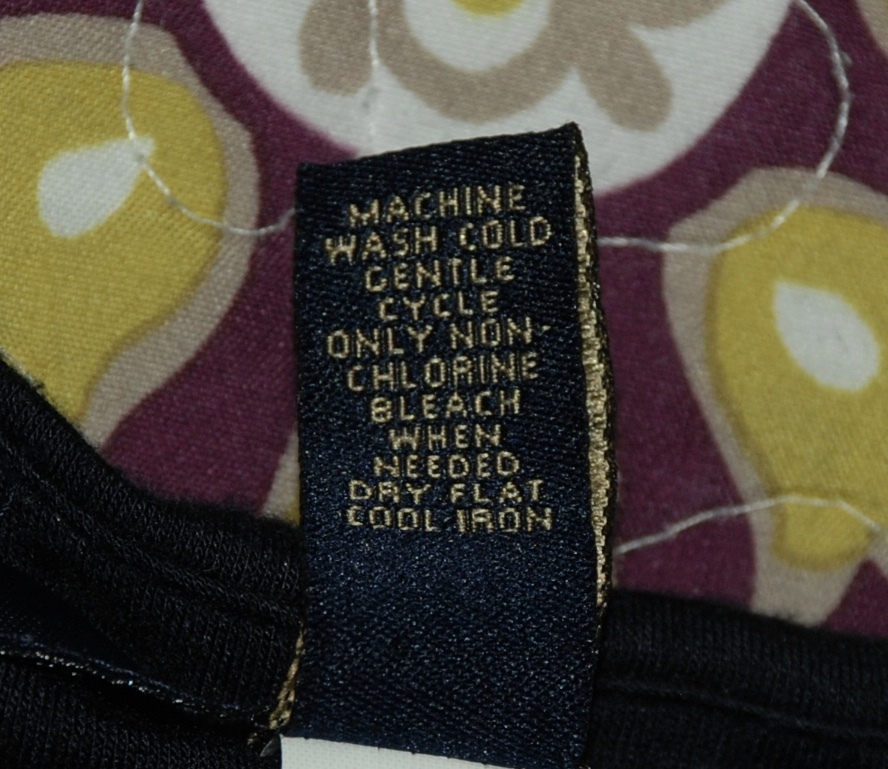 MACHINE
WASH COLD
GENTLE
CYCLE
ONLY NON-
CHLORINE
BLEACH
WHEN
NEEDED
DRY FLAT
COOL IRON